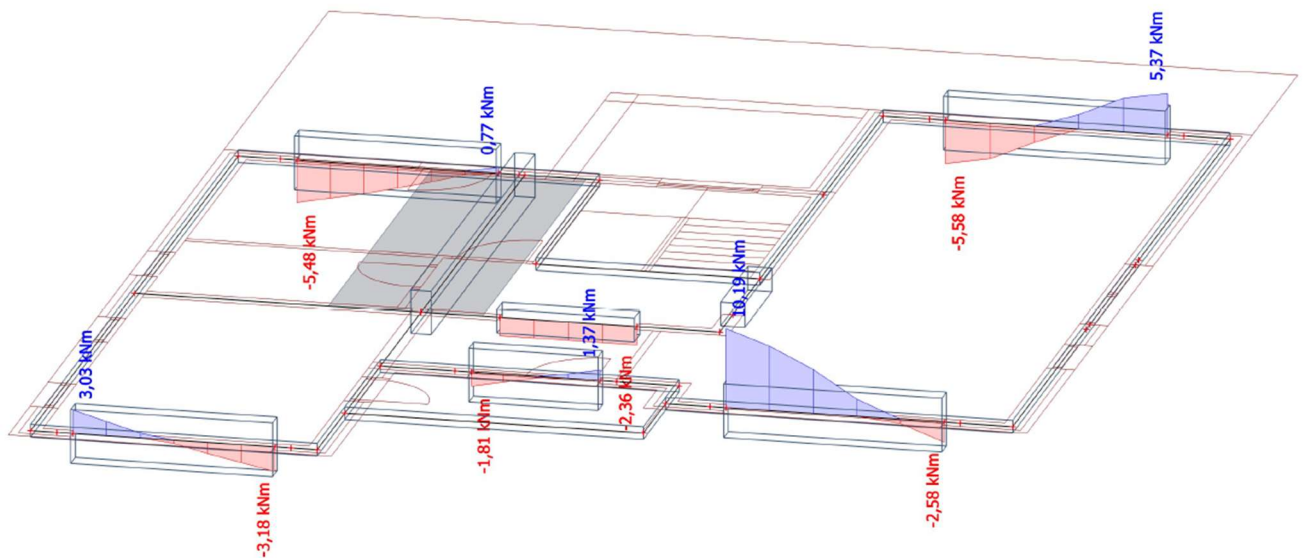 5,37 kNm
0,77 kNm
-5,58 kNm
-5,48 kNm
10,19 kNm
1,37 kNm
3,03 kNm
-2,36 kNm
-1,81 kNm
-2,58 kNm
-3,18 kNm